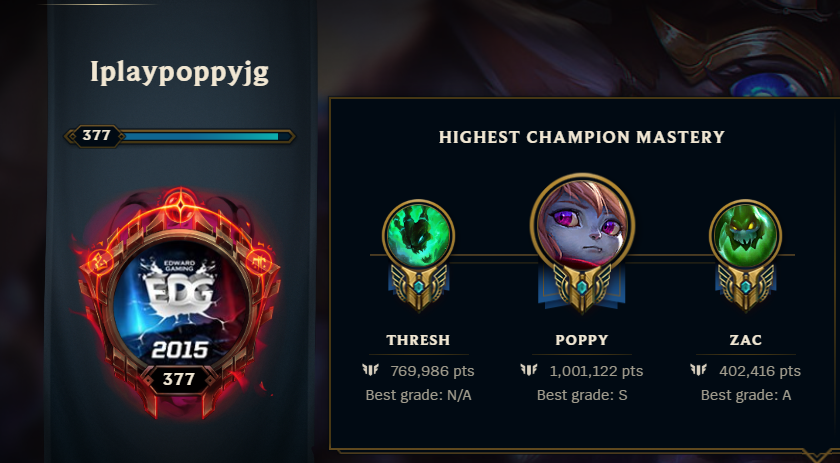 Iplaypoppyjg
377
EDWARD
GAMING
EDG
2015
377
HIGHEST CHAMPION MASTERY
THRESH
769,986 pts
Best grade: N/A
POPPY
1,001,122 pts
Best grade: S
ZAC
402,416 pts
Best grade: A